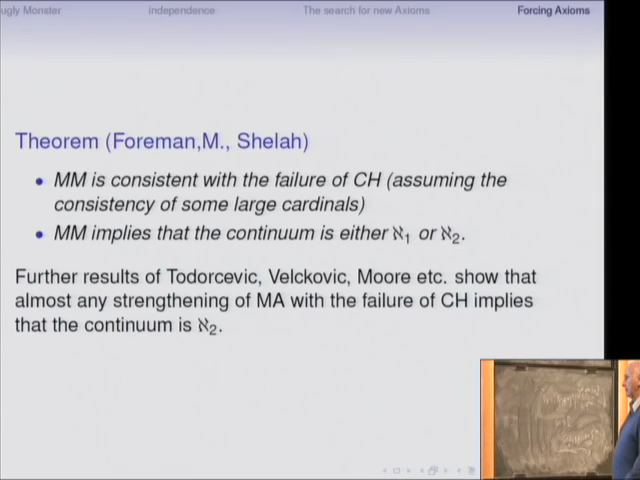 ugly Monster independence The search for new Axioms Forcing Axioms
Theorem (Foreman,M., Shelah)
• MM is consistent with the failure of CH (assuming the
consistency of some large cardinals)
• MM implies that the continuum is either ℵ₁ or ℵ₂.
Further results of Todorcevic, Velckovic, Moore etc. show that
almost any strengthening of MA with the failure of CH implies
that the continuum is ℵ₂.